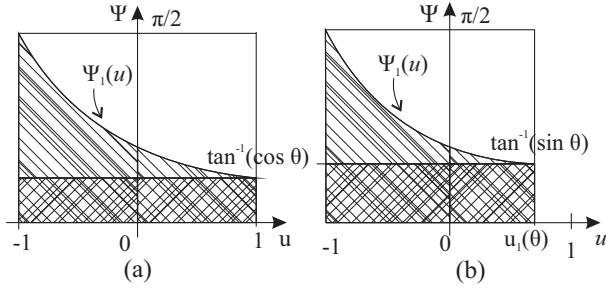 Ψ π/2
Ψ₁(u)
tan⁻¹(cos θ)
-1 0 1 u
(a)
Ψ π/2
Ψ₁(u)
tan⁻¹(sin θ)
-1 0 u₁(θ) 1 u
(b)